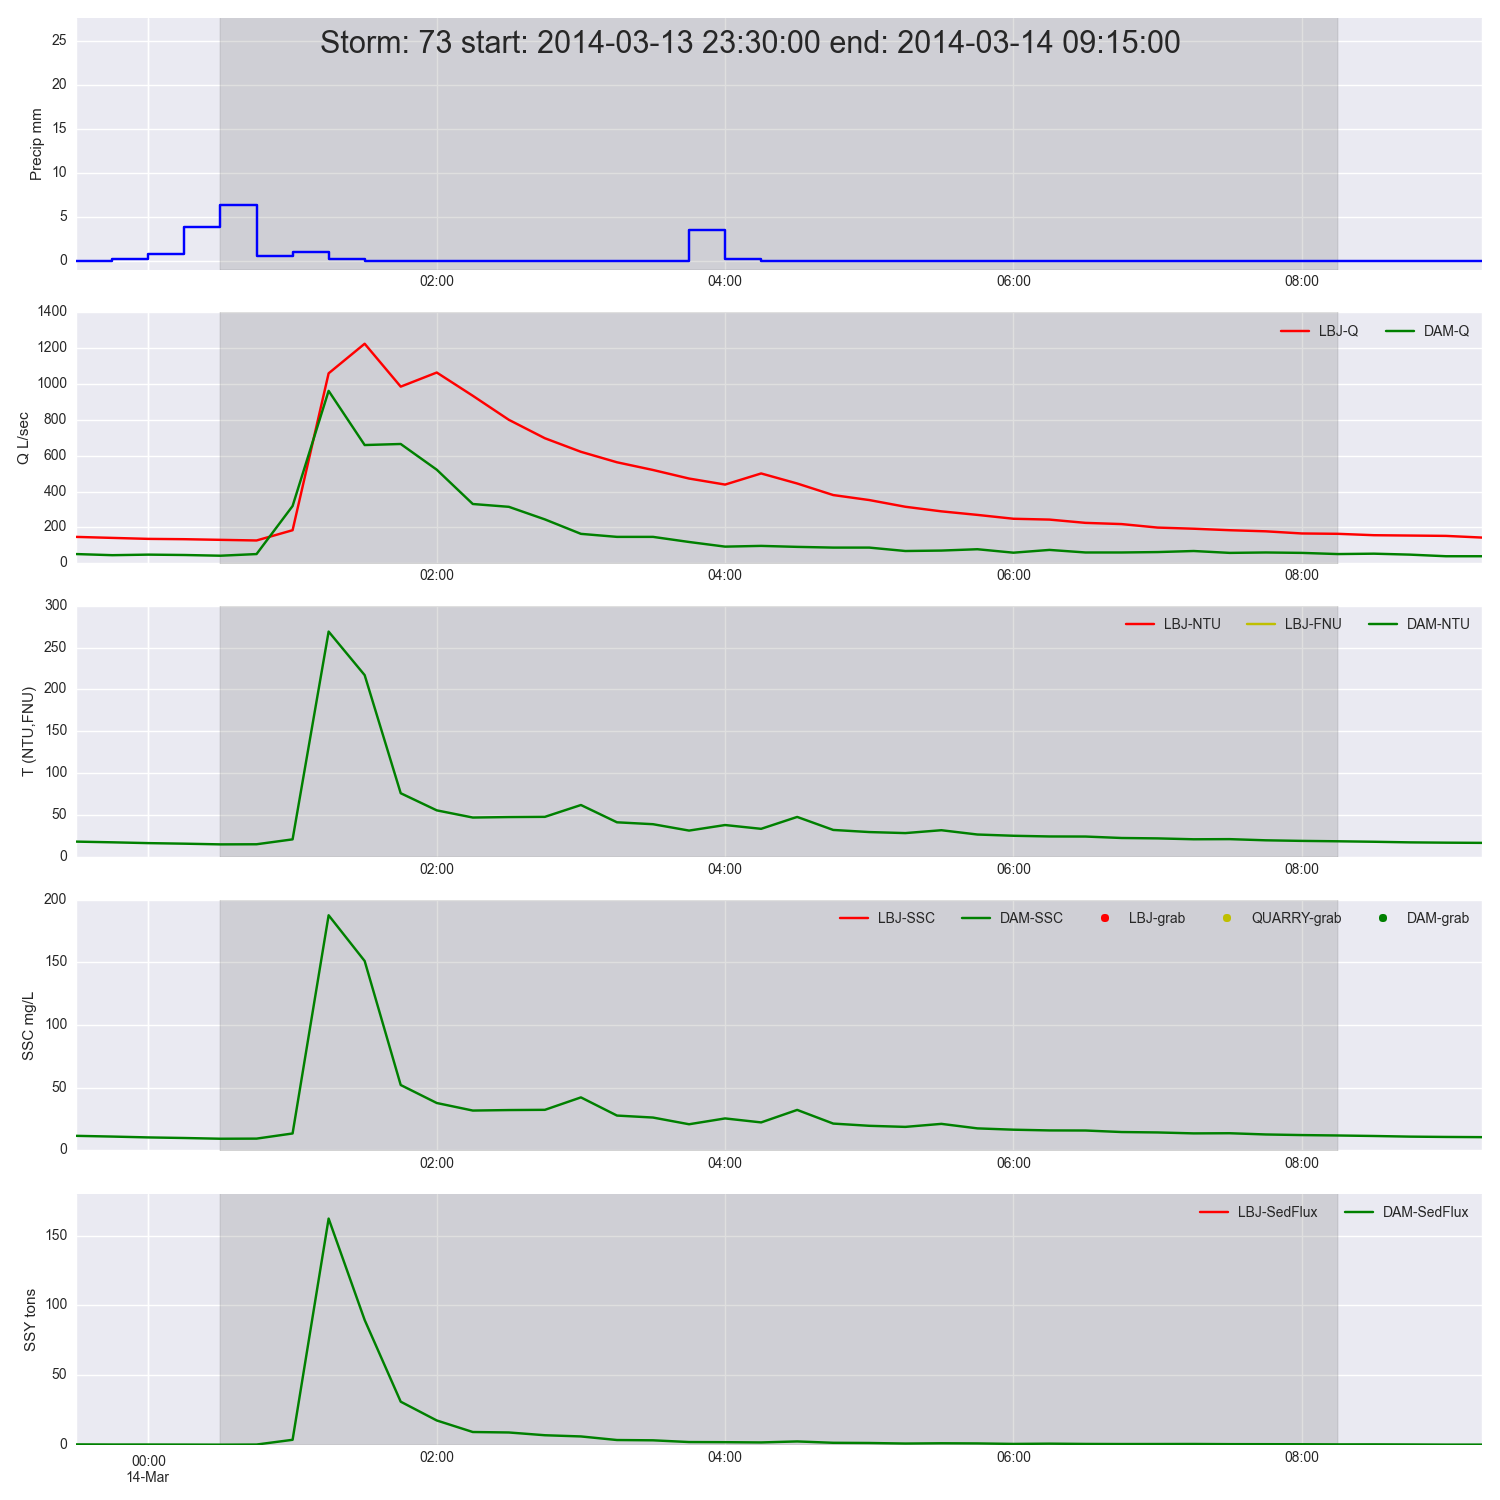 Storm: 73 start: 2014-03-13 23:30:00 end: 2014-03-14 09:15:00
Precip mm
25
20
15
10
5
0
02:00 04:00 06:00 08:00
Q L/sec
1400
1200
1000
800
600
400
200
0
LBJ-Q DAM-Q
02:00 04:00 06:00 08:00
T (NTU,FNU)
300
250
200
150
100
50
0
LBJ-NTU LBJ-FNU DAM-NTU
02:00 04:00 06:00 08:00
SSC mg/L
200
150
100
50
0
LBJ-SSC DAM-SSC LBJ-grab QUARRY-grab DAM-grab
02:00 04:00 06:00 08:00
SSY tons
150
100
50
0
LBJ-SedFlux DAM-SedFlux
00:00 02:00 04:00 06:00 08:00
14-Mar